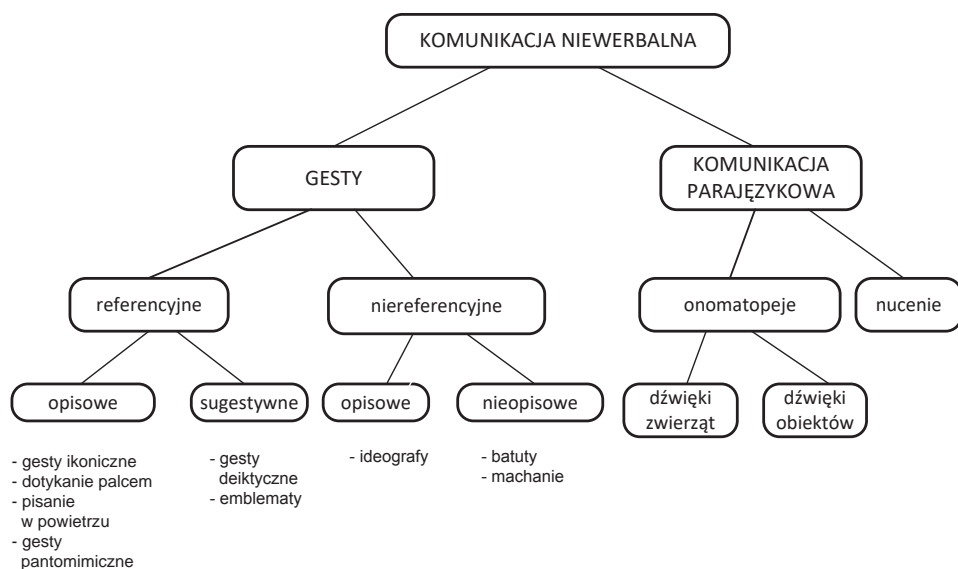 KOMUNIKACJA NIEWERBALNA
GESTY
KOMUNIKACJA
PARAJĘZYKOWA
referencyjne
niereferencyjne
onomatopeje
nucenie
opisowe
sugestywne
opisowe
nieopisowe
dźwięki
zwierząt
dźwięki
obiektów
- gesty ikoniczne
- dotykanie palcem
- pisanie
w powietrzu
- gesty
pantomimiczne
- gesty
deiktyczne
- emblematy
- ideografy
- batuty
- machanie